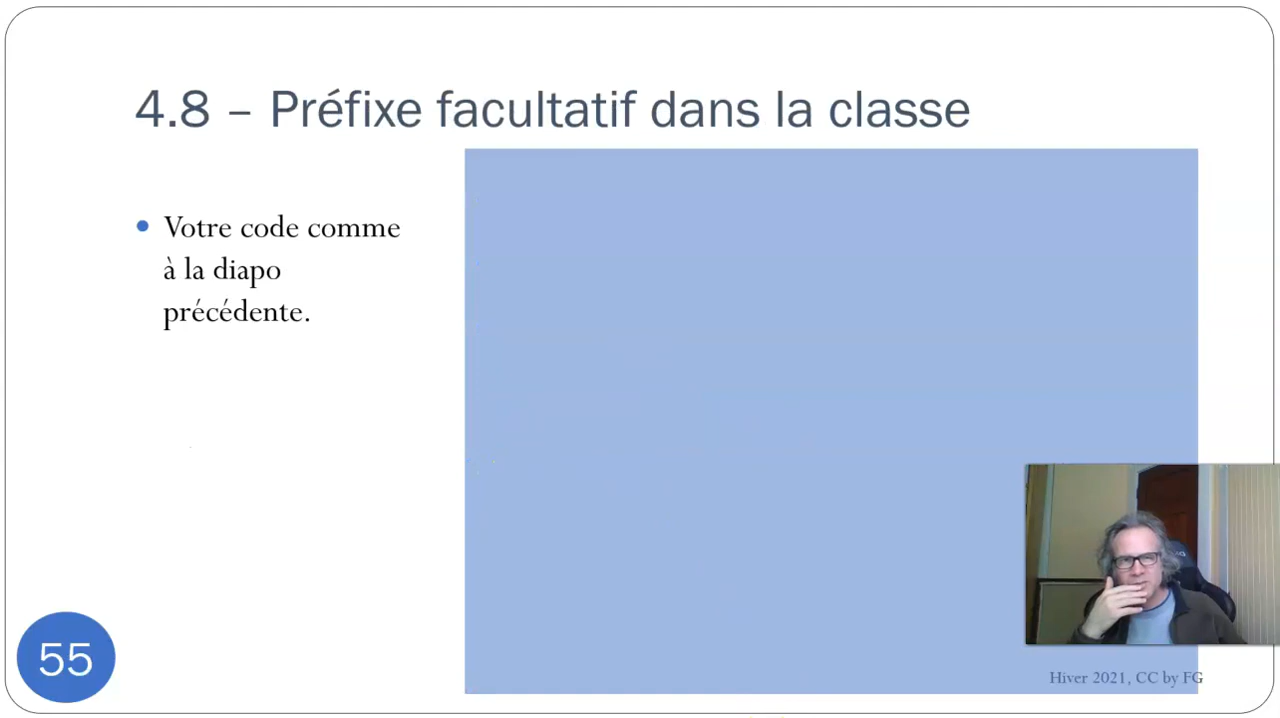 4.8 – Préfixe facultatif dans la classe
Votre code comme
à la diapo
précédente.
55
Hiver 2021, CC by FG